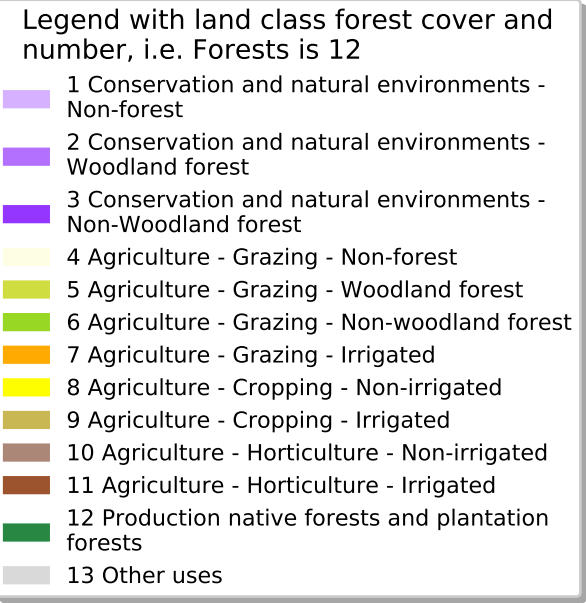 Legend with land class forest cover and
number, i.e. Forests is 12
1 Conservation and natural environments -
Non-forest
2 Conservation and natural environments -
Woodland forest
3 Conservation and natural environments -
Non-Woodland forest
4 Agriculture - Grazing - Non-forest
5 Agriculture - Grazing - Woodland forest
6 Agriculture - Grazing - Non-woodland forest
7 Agriculture - Grazing - Irrigated
8 Agriculture - Cropping - Non-irrigated
9 Agriculture - Cropping - Irrigated
10 Agriculture - Horticulture - Non-irrigated
11 Agriculture - Horticulture - Irrigated
12 Production native forests and plantation
forests
13 Other uses